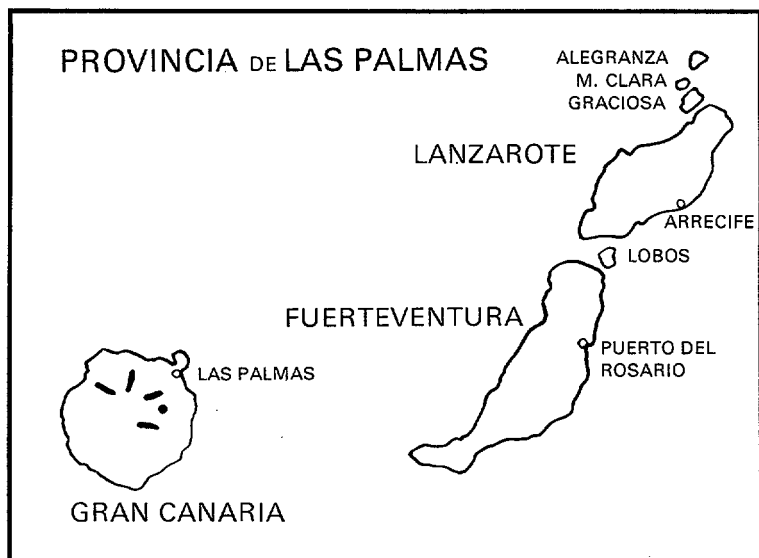 PROVINCIA DE LAS PALMAS
ALEGRANZA
M. CLARA
GRACIOSA
LANZAROTE
ARRECIFE
LOBOS
FUERTEVENTURA
PUERTO DEL
ROSARIO
LAS PALMAS
GRAN CANARIA